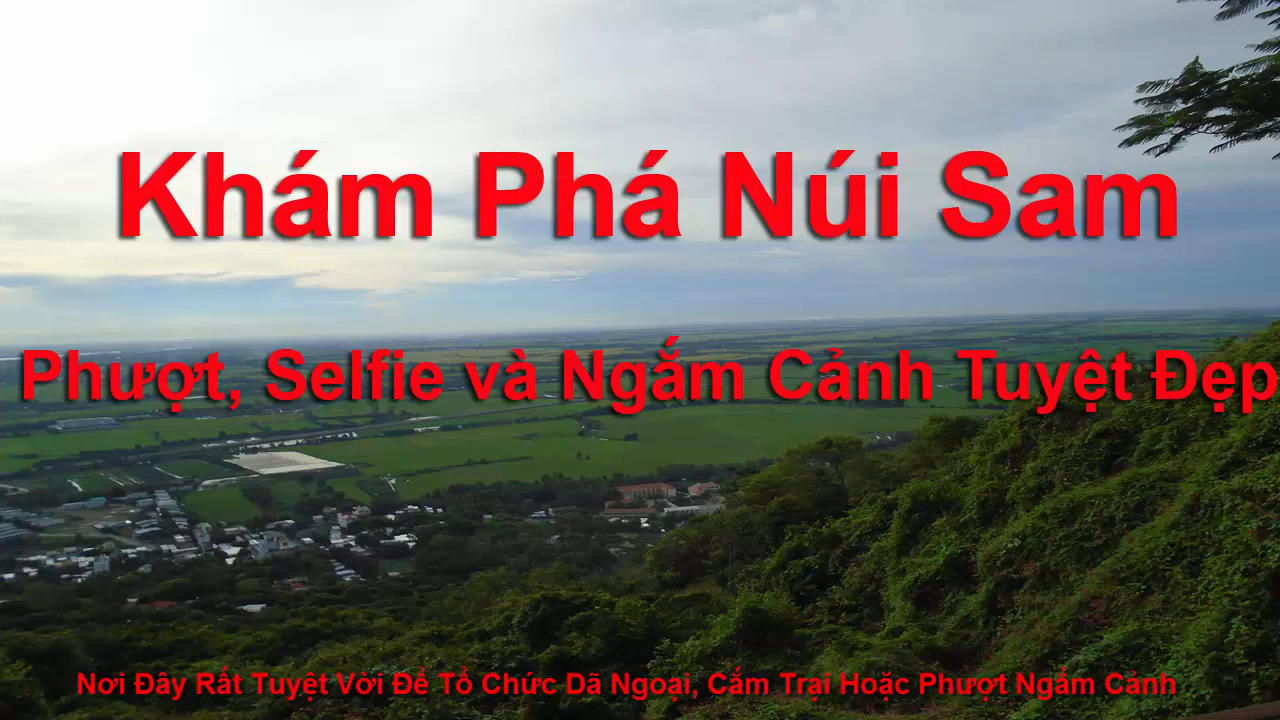 Khám Phá Núi Sam
Phượt, Selfie và Ngắm Cảnh Tuyệt Đẹp
Nơi Đây Rất Tuyệt Vời Để Tổ Chức Dã Ngoại, Cắm Trại Hoặc Phượt Ngắm Cảnh